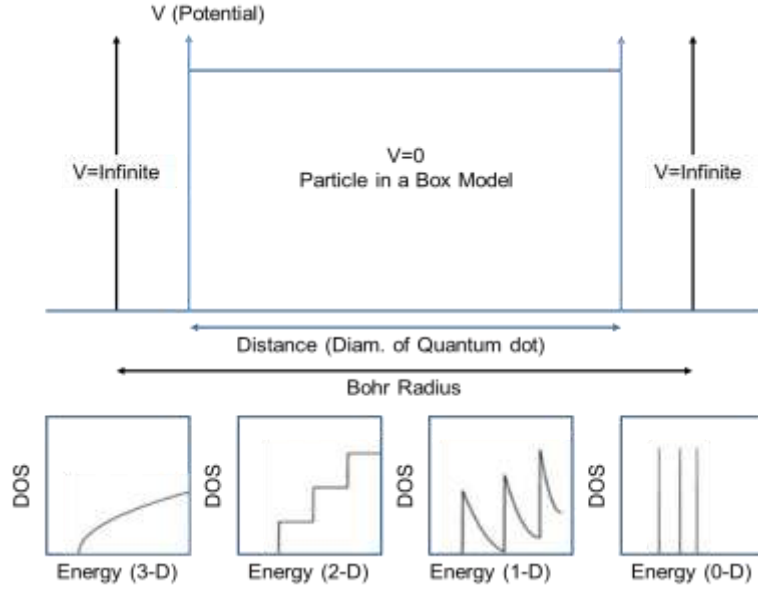 V (Potential)
V=0
Particle in a Box Model
V=Infinite
V=Infinite
Distance (Diam. of Quantum dot)
Bohr Radius
DOS
DOS
DOS
DOS
Energy (3-D)
Energy (2-D)
Energy (1-D)
Energy (0-D)